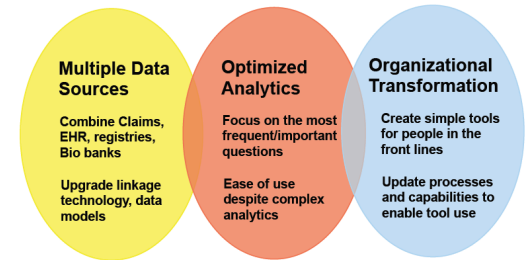 Multiple Data
Sources
Combine Claims,
EHR, registries,
Bio banks
Upgrade linkage
technology, data
models
Optimized
Analytics
Focus on the most
frequent/important
questions
Ease of use
despite complex
analytics
Organizational
Transformation
Create simple tools
for people in the
front lines
Update processes
and capabilities to
enable tool use